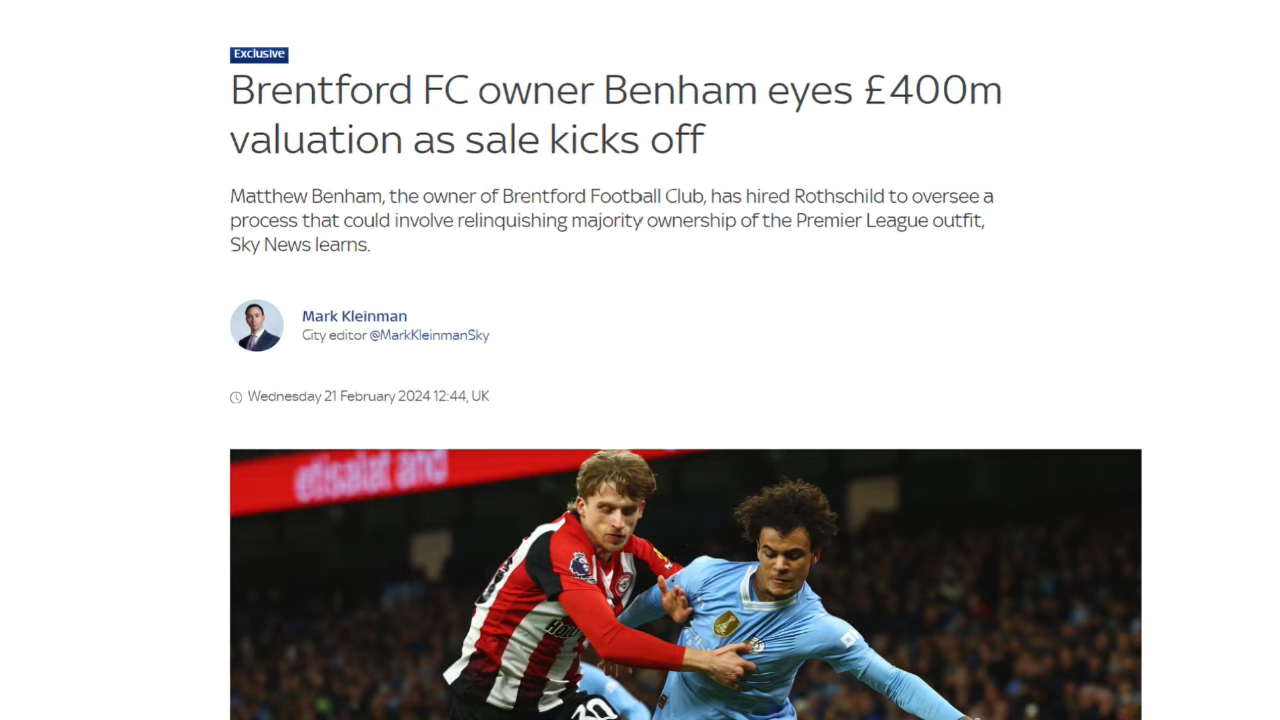 Exclusive
Brentford FC owner Benham eyes £400m
valuation as sale kicks off
Matthew Benham, the owner of Brentford Football Club, has hired Rothschild to oversee a
process that could involve relinquishing majority ownership of the Premier League outfit,
Sky News learns.
Mark Kleinman
City editor @MarkKleinmanSky
Wednesday 21 February 2024 12:44, UK
etisalat and
30